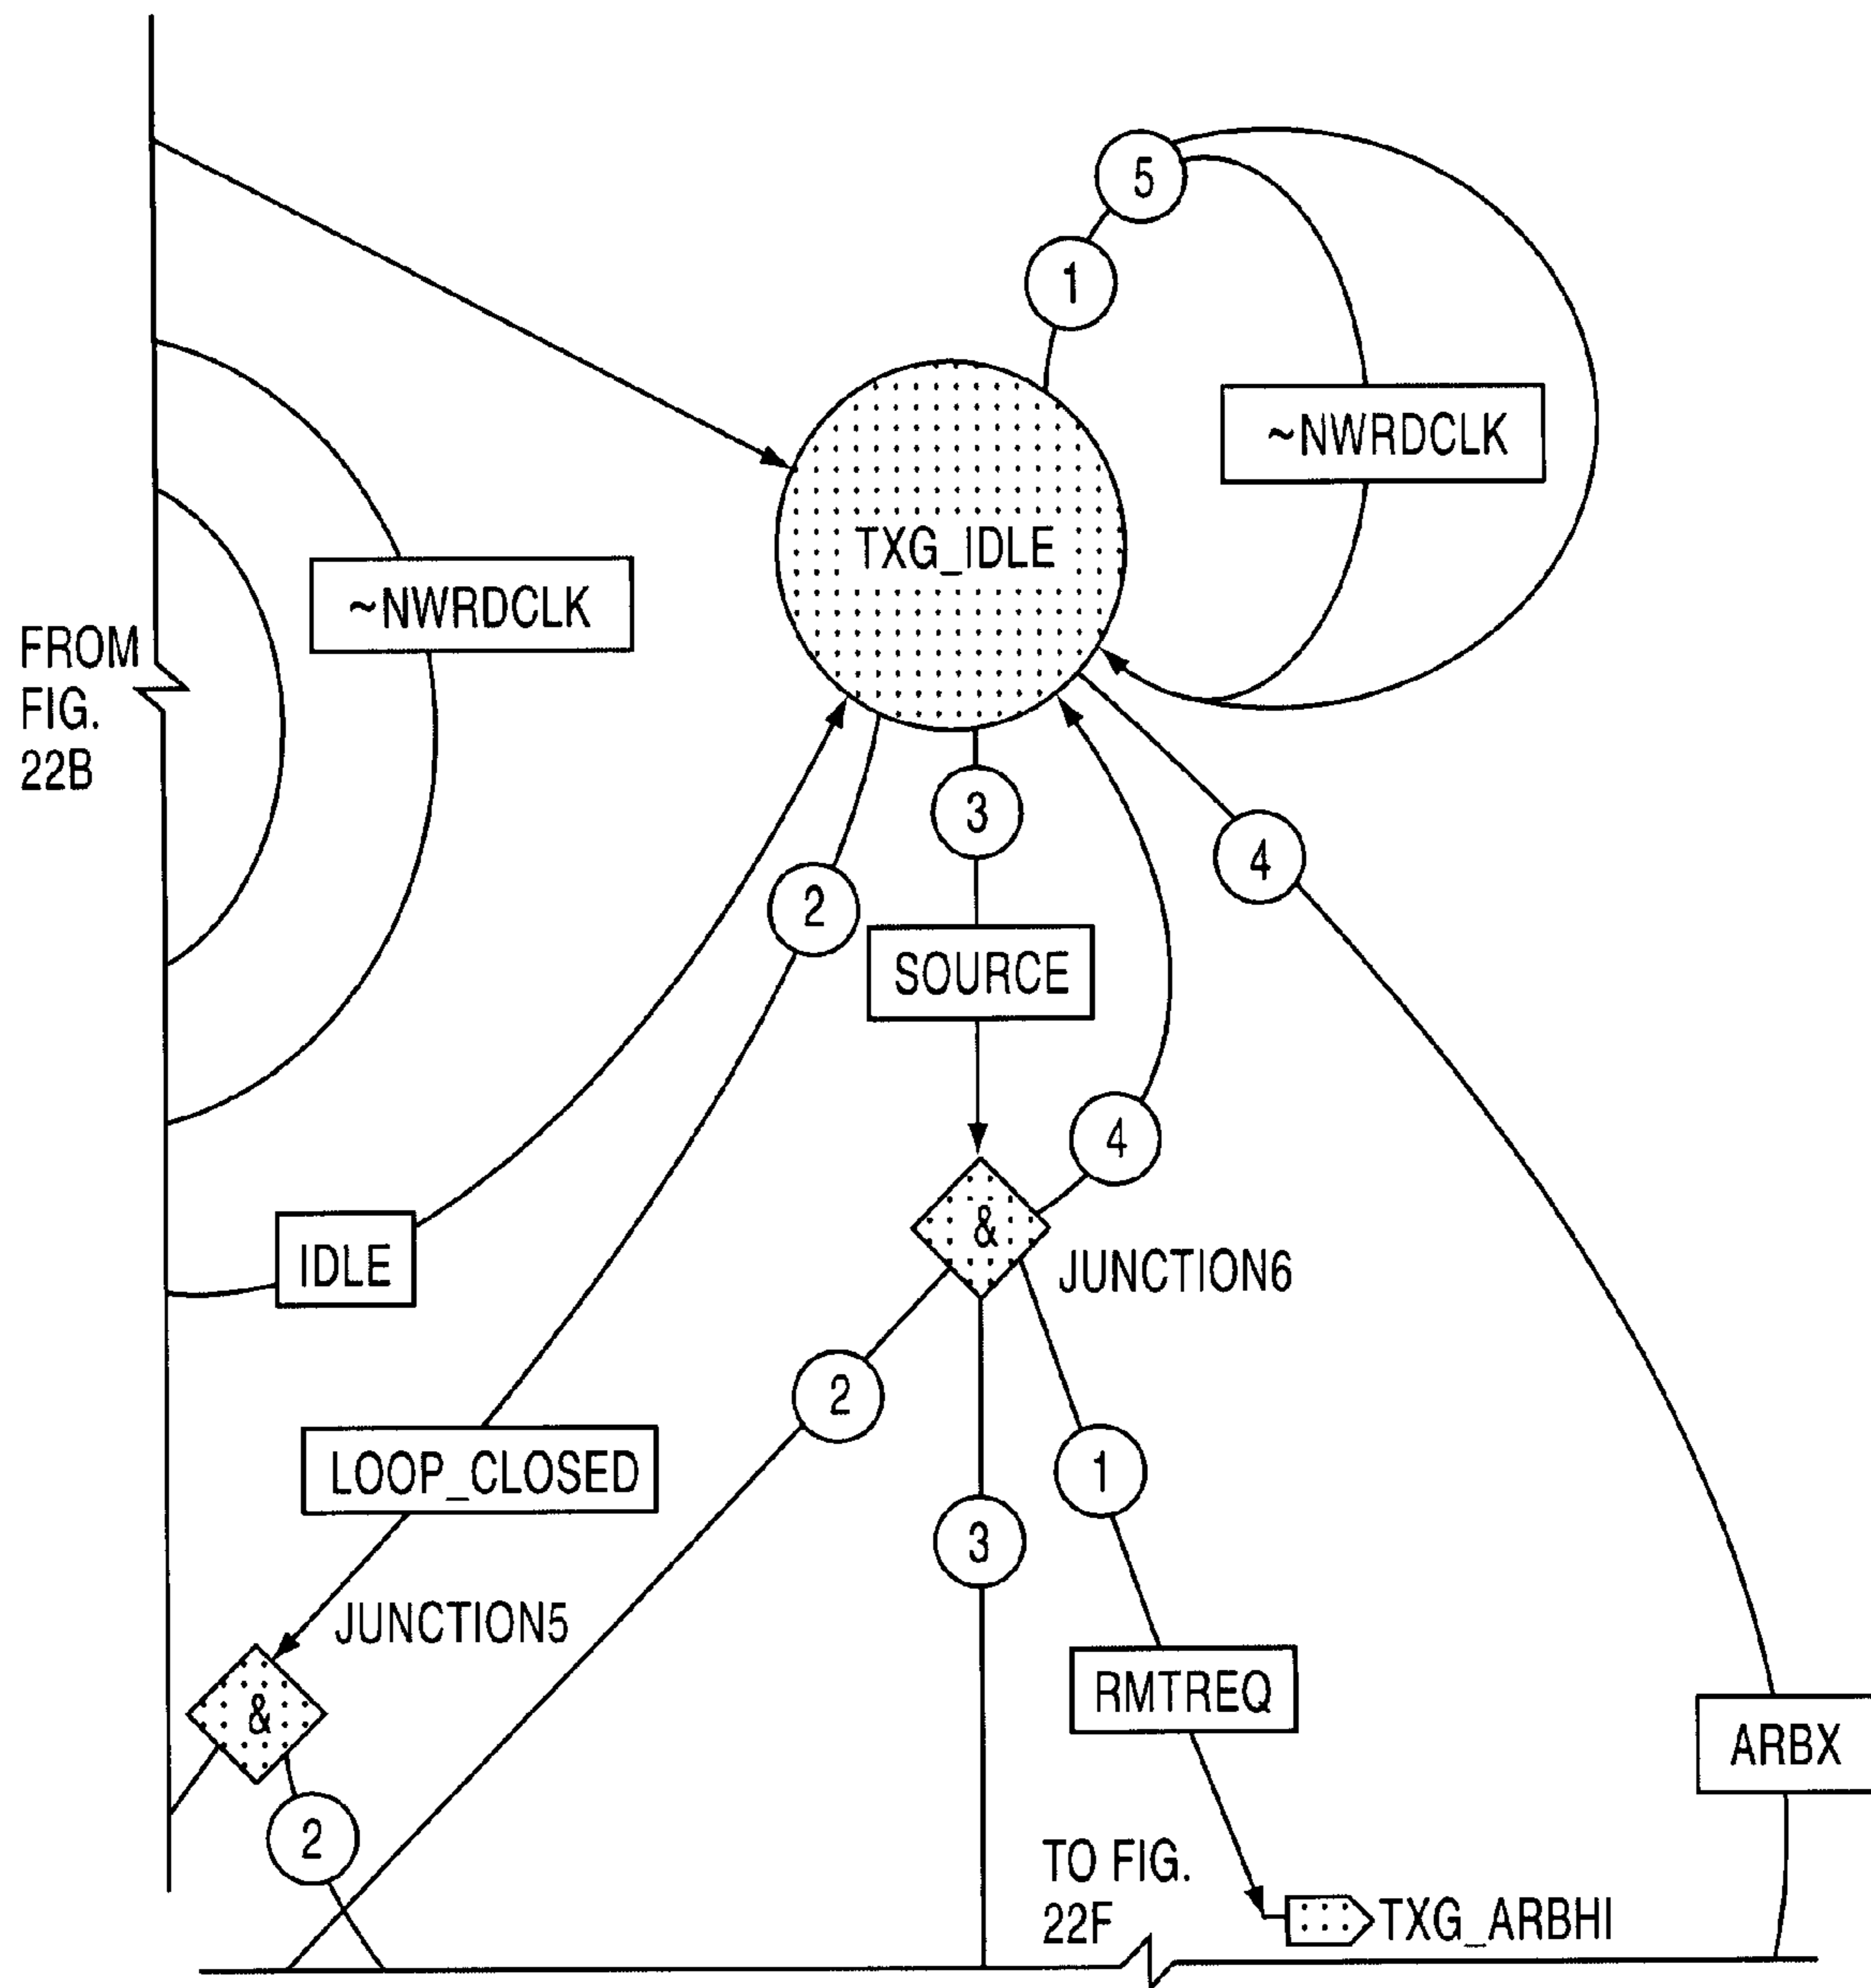 5
1
~NWRDCLK
TXG_IDLE
~NWRDCLK
FROM
FIG.
22B
3
4
2
SOURCE
4
&
IDLE
JUNCTION6
2
LOOP_CLOSED
1
3
JUNCTION5
RMTREQ
&
ARBX
2
TO FIG.
22F
TXG_ARBHI